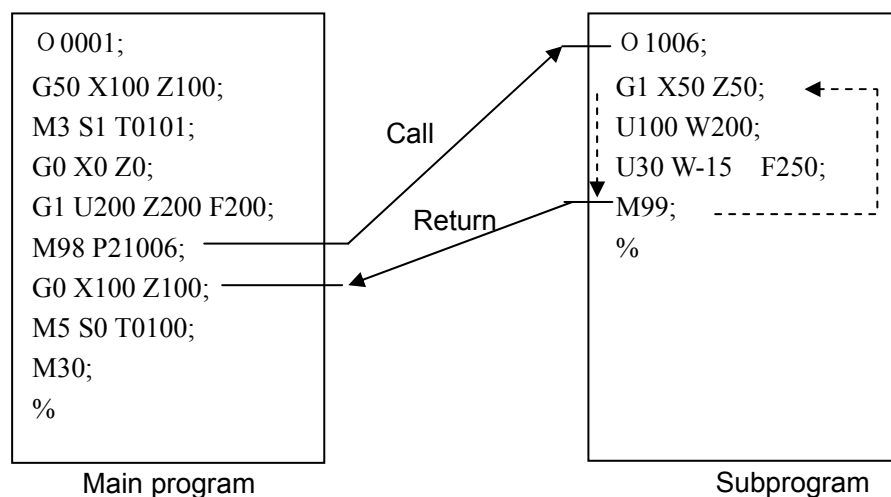 O 0001;
G50 X100 Z100;
M3 S1 T0101;
G0 X0 Z0;
G1 U200 Z200 F200;
M98 P21006;
G0 X100 Z100;
M5 S0 T0100;
M30;
%
Main program
Call
Return
O 1006;
G1 X50 Z50;
U100 W200;
U30 W-15 F250;
M99;
%
Subprogram